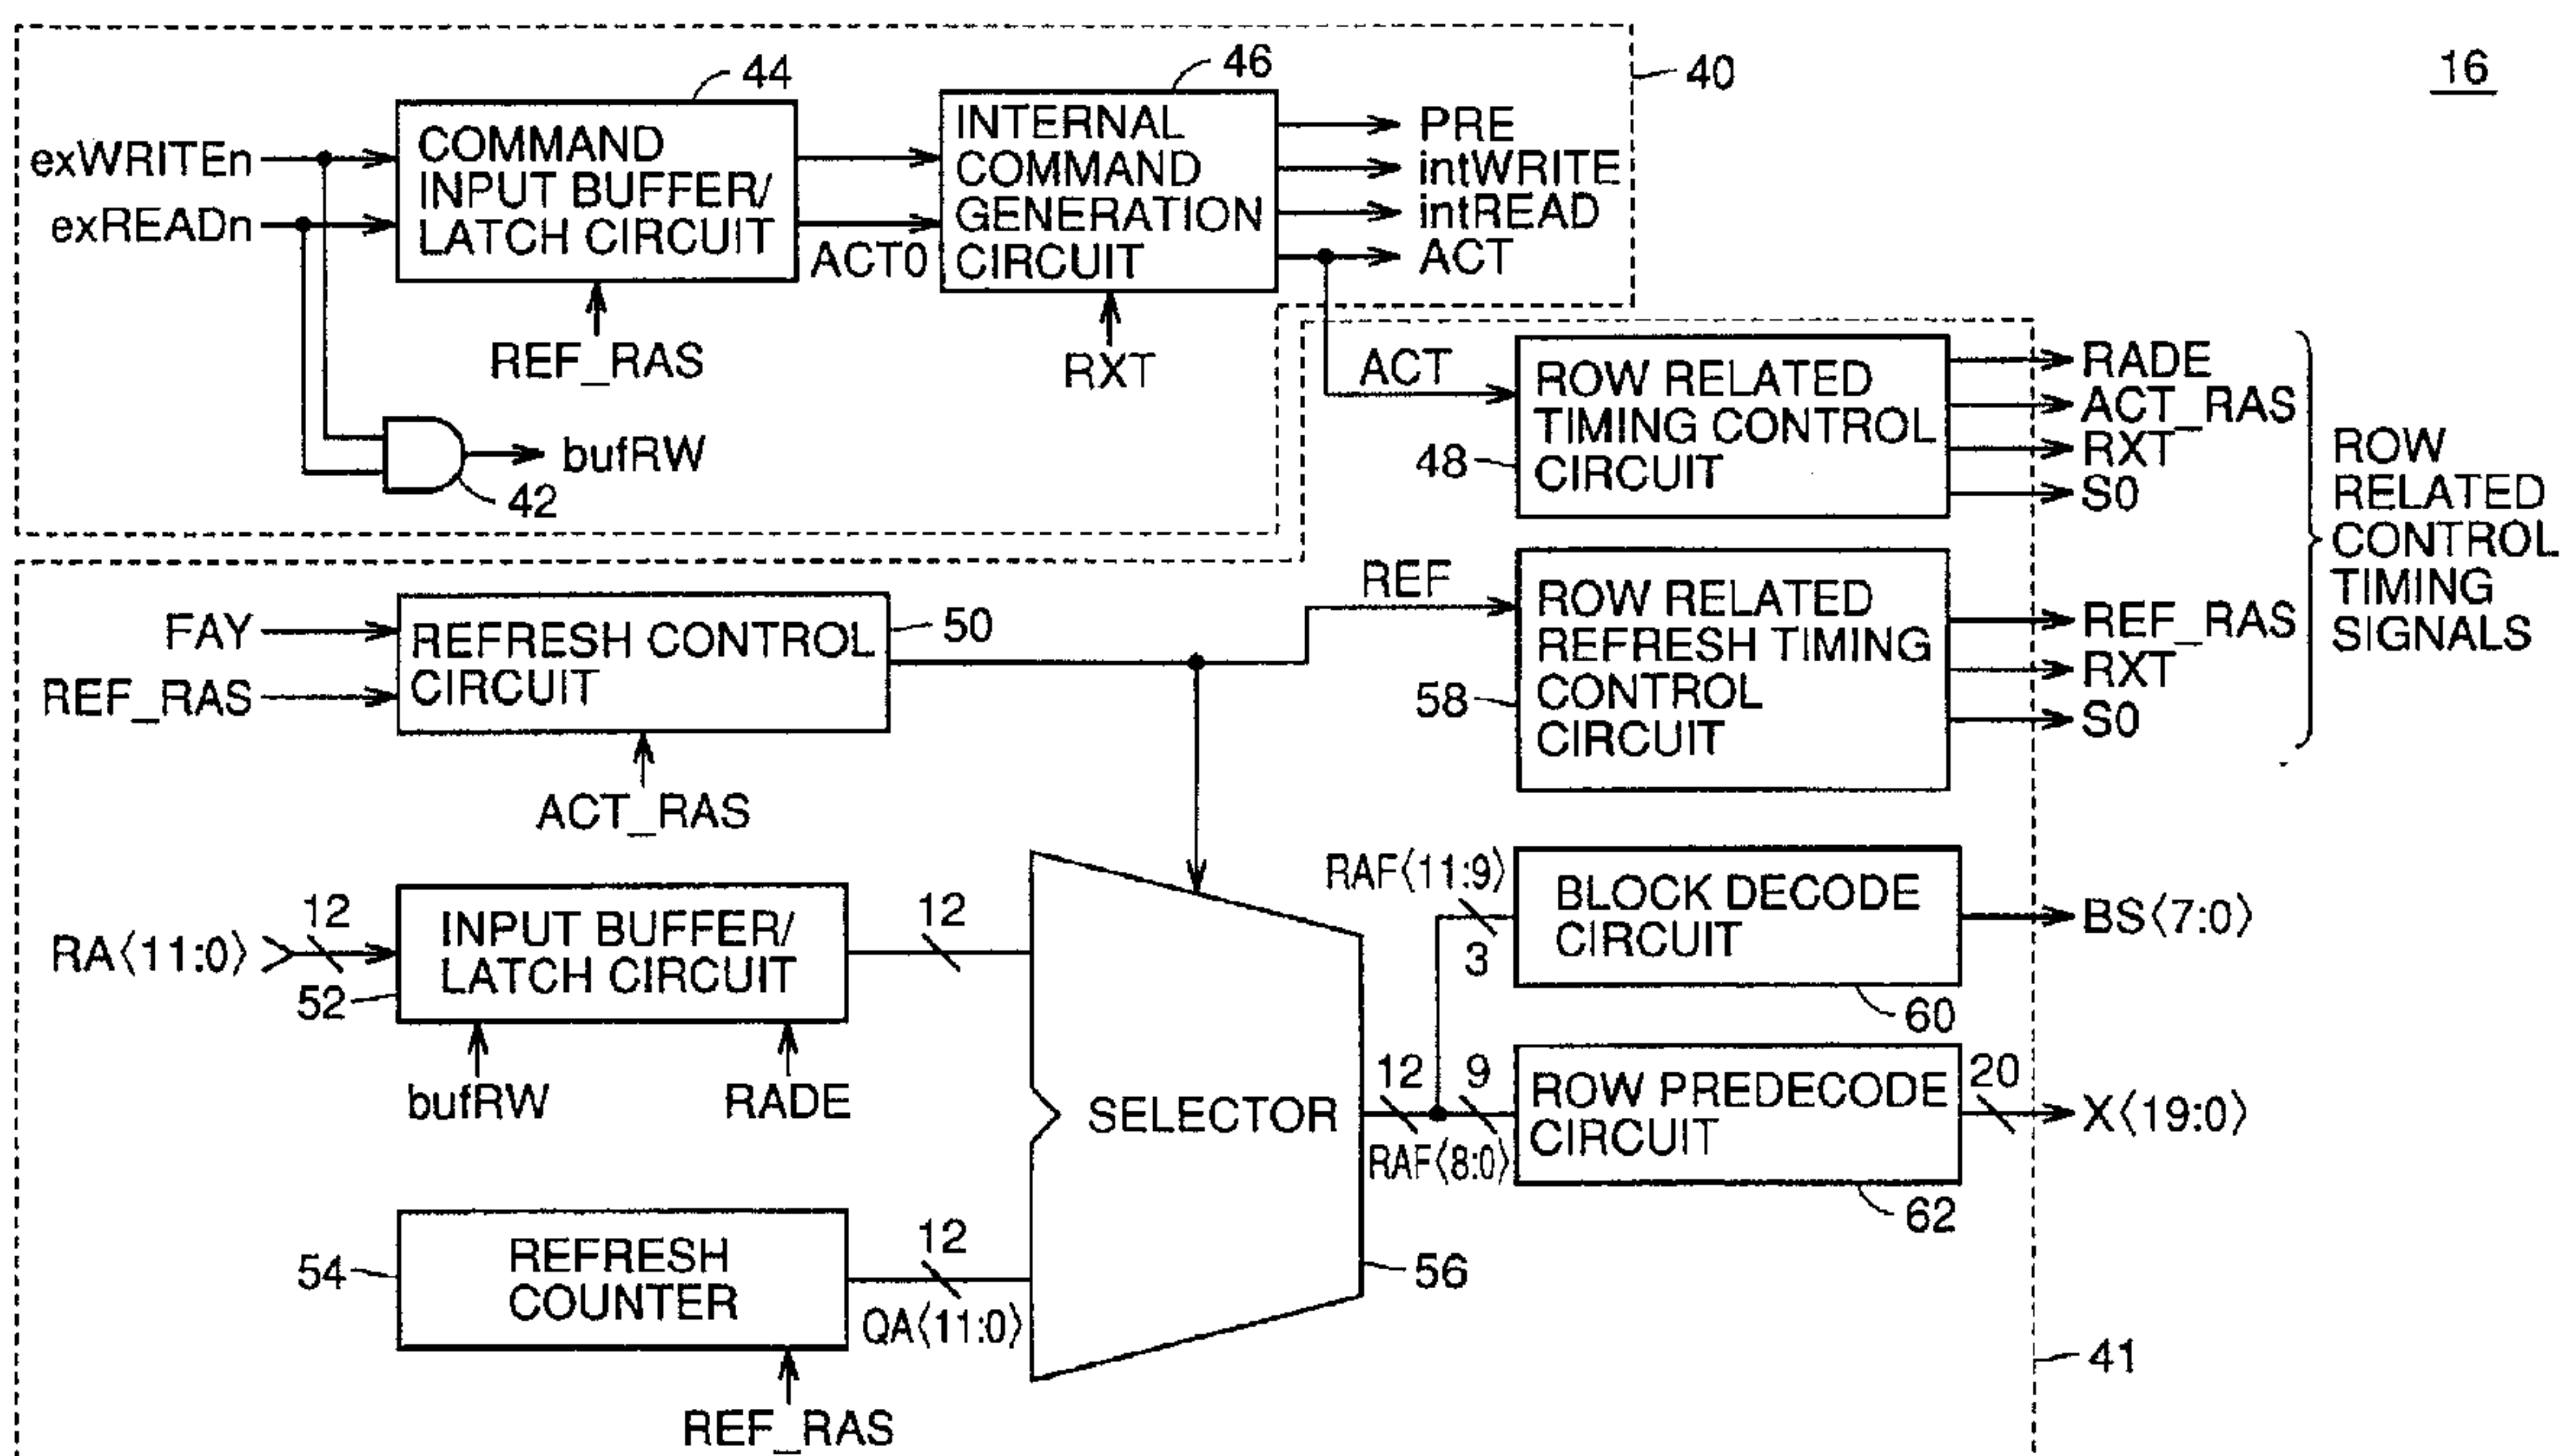 16
40
44
46
exWRITEn
exREADn
COMMAND
INPUT BUFFER/
LATCH CIRCUIT
ACT0
INTERNAL
COMMAND
GENERATION
CIRCUIT
PRE
intWRITE
intREAD
ACT
REF_RAS
RXT
bufRW
42
ACT
48
ROW RELATED
TIMING CONTROL
CIRCUIT
RADE
ACT_RAS
RXT
S0
ROW
RELATED
CONTROL
TIMING
SIGNALS
FAY
REF_RAS
REFRESH CONTROL
CIRCUIT
50
ACT_RAS
REF
58
ROW RELATED
REFRESH TIMING
CONTROL
CIRCUIT
REF_RAS
RXT
S0
RA⟨11:0⟩
12
52
INPUT BUFFER/
LATCH CIRCUIT
12
bufRW
RADE
SELECTOR
56
RAF⟨11:9⟩
3
BLOCK DECODE
CIRCUIT
60
BS⟨7:0⟩
12
9
RAF⟨8:0⟩
ROW PREDECODE
CIRCUIT
62
20
X⟨19:0⟩
54
REFRESH
COUNTER
12
QA⟨11:0⟩
REF_RAS
41